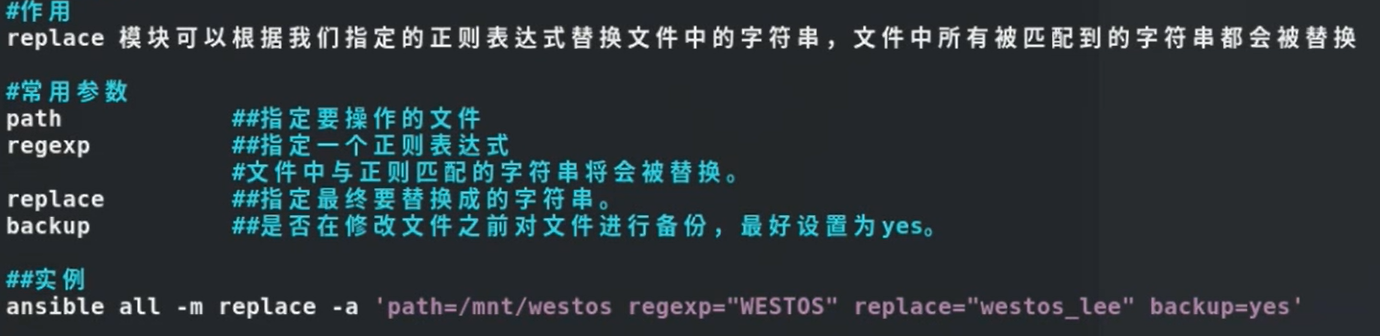 #作用
replace 模块可以根据我们指定的正则表达式替换文件中的字符串，文件中所有被匹配到的字符串都会被替换
#常用参数
path ##指定要操作的文件
regexp ##指定一个正则表达式
#文件中与正则匹配的字符串将会被替换。
replace ##指定最终要替换成的字符串。
backup ##是否在修改文件之前对文件进行备份，最好设置为yes。
##实例
ansible all -m replace -a 'path=/mnt/westos regexp="WESTOS" replace="westos_lee" backup=yes'